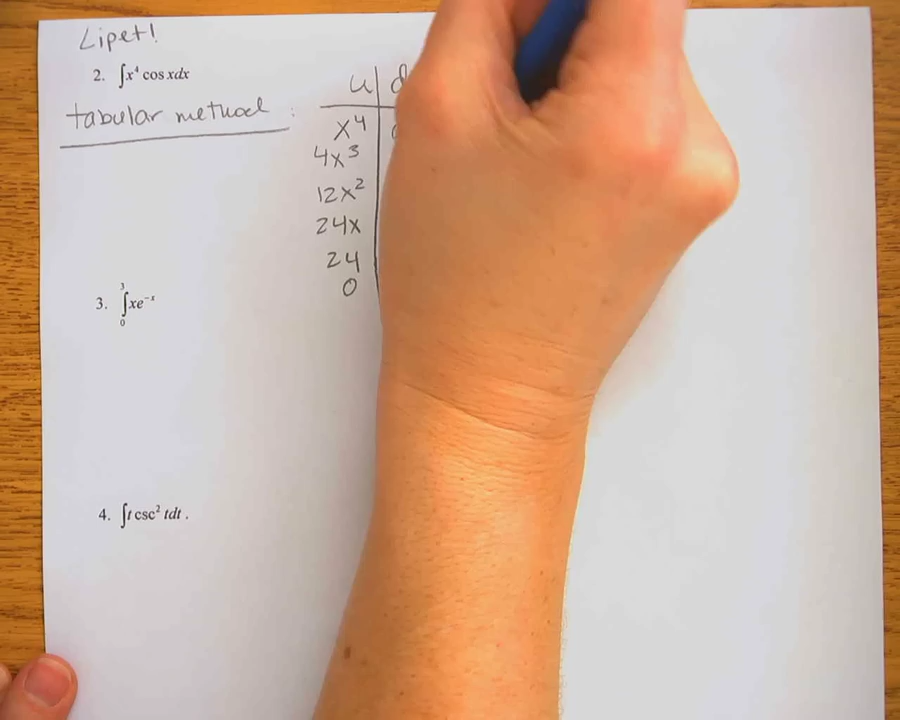 Lipet!
2. ∫x⁴ cos xdx
tabular method :
u
x⁴
4x³
12x²
24x
24
0
3. ∫₀³ xe⁻ˣ
4. ∫t csc² tdt .